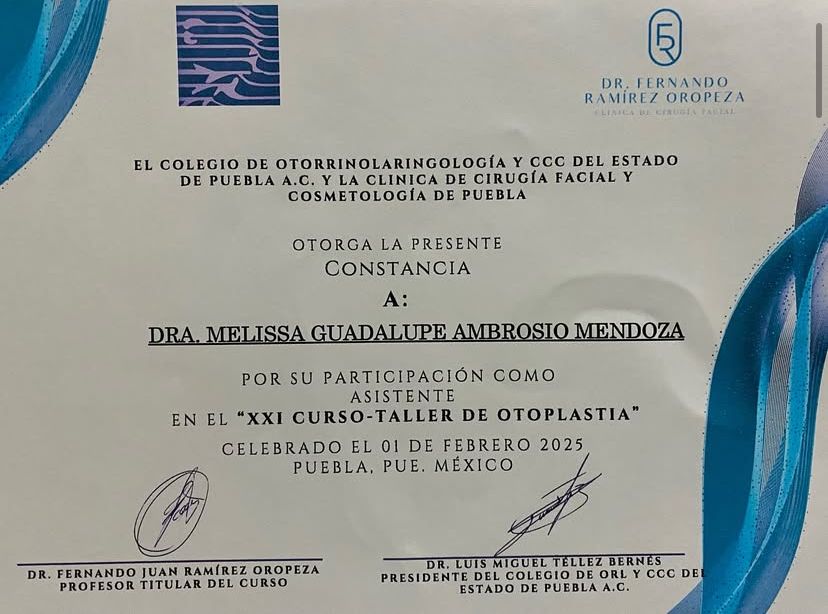 DR. FERNANDO
RAMÍREZ OROPEZA
CLINICA DE CIRUGÍA FACIAL
EL COLEGIO DE OTORRINOLARINGOLOGÍA Y CCC DEL ESTADO
DE PUEBLA A.C. Y LA CLINICA DE CIRUGÍA FACIAL Y
COSMETOLOGÍA DE PUEBLA
OTORGA LA PRESENTE
CONSTANCIA
A:
DRA. MELISSA GUADALUPE AMBROSIO MENDOZA
POR SU PARTICIPACIÓN COMO
ASISTENTE
EN EL "XXI CURSO-TALLER DE OTOPLASTIA"
CELEBRADO EL 01 DE FEBRERO 2025
PUEBLA, PUE. MÉXICO
DR. FERNANDO JUAN RAMÍREZ OROPEZA
PROFESOR TITULAR DEL CURSO
DR. LUIS MIGUEL TÉLLEZ BERNÉS
PRESIDENTE DEL COLEGIO DE ORL Y CCC DEL
ESTADO DE PUEBLA A.C.